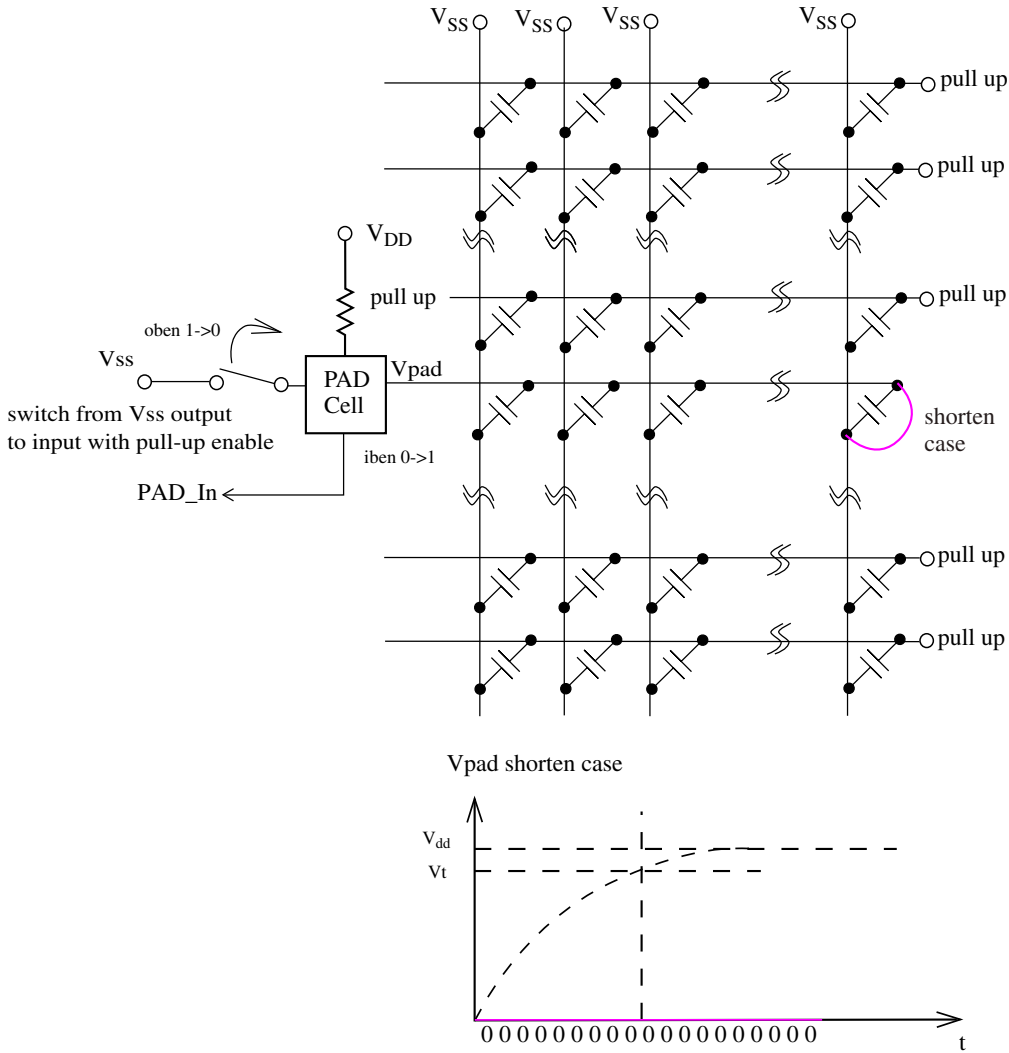 VSS
VSS
VSS
VSS
pull up
pull up
VDD
pull up
pull up
oben 1->0
Vss
PAD
Cell
Vpad
switch from Vss output
to input with pull-up enable
shorten
case
iben 0->1
PAD_In
pull up
pull up
Vpad shorten case
Vdd
Vt
0 0 0 0 0 0 0 0 0 0 0 0 0 0 0 0 0 0 0 0
t